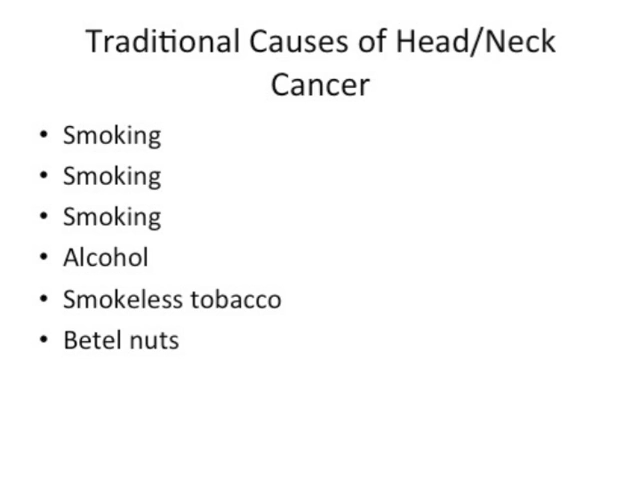 Traditional Causes of Head/Neck
Cancer
• Smoking
• Smoking
• Smoking
• Alcohol
• Smokeless tobacco
• Betel nuts